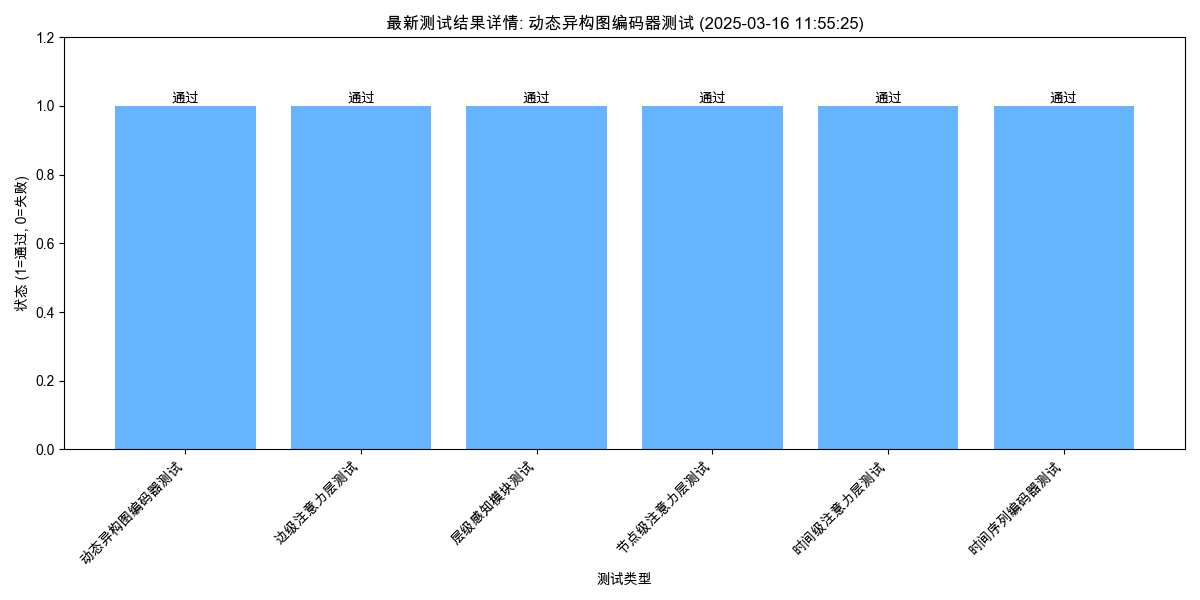 最新测试结果详情: 动态异构图编码器测试 (2025-03-16 11:55:25)
状态 (1=通过, 0=失败)
1.2
1.0
0.8
0.6
0.4
0.2
0.0
通过
通过
通过
通过
通过
通过
动态异构图编码器测试
边级注意力层测试
层级感知模块测试
节点级注意力层测试
时间级注意力层测试
时间序列编码器测试
测试类型